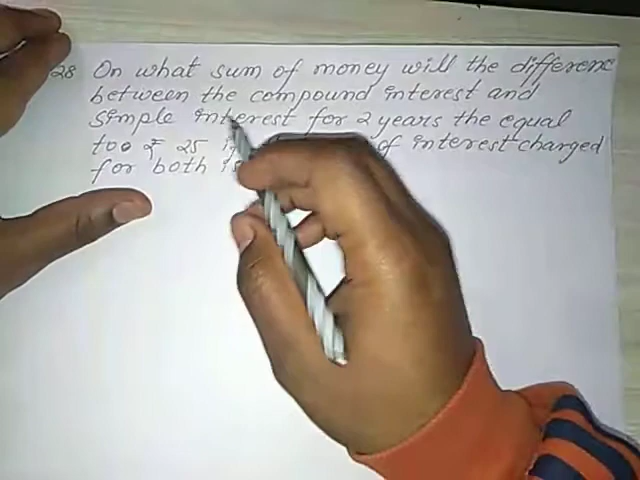 28 On what sum of money will the differenc
between the compound interest and
simple interest for 2 years the equal
too ₹ 25 of interest charged
for both is